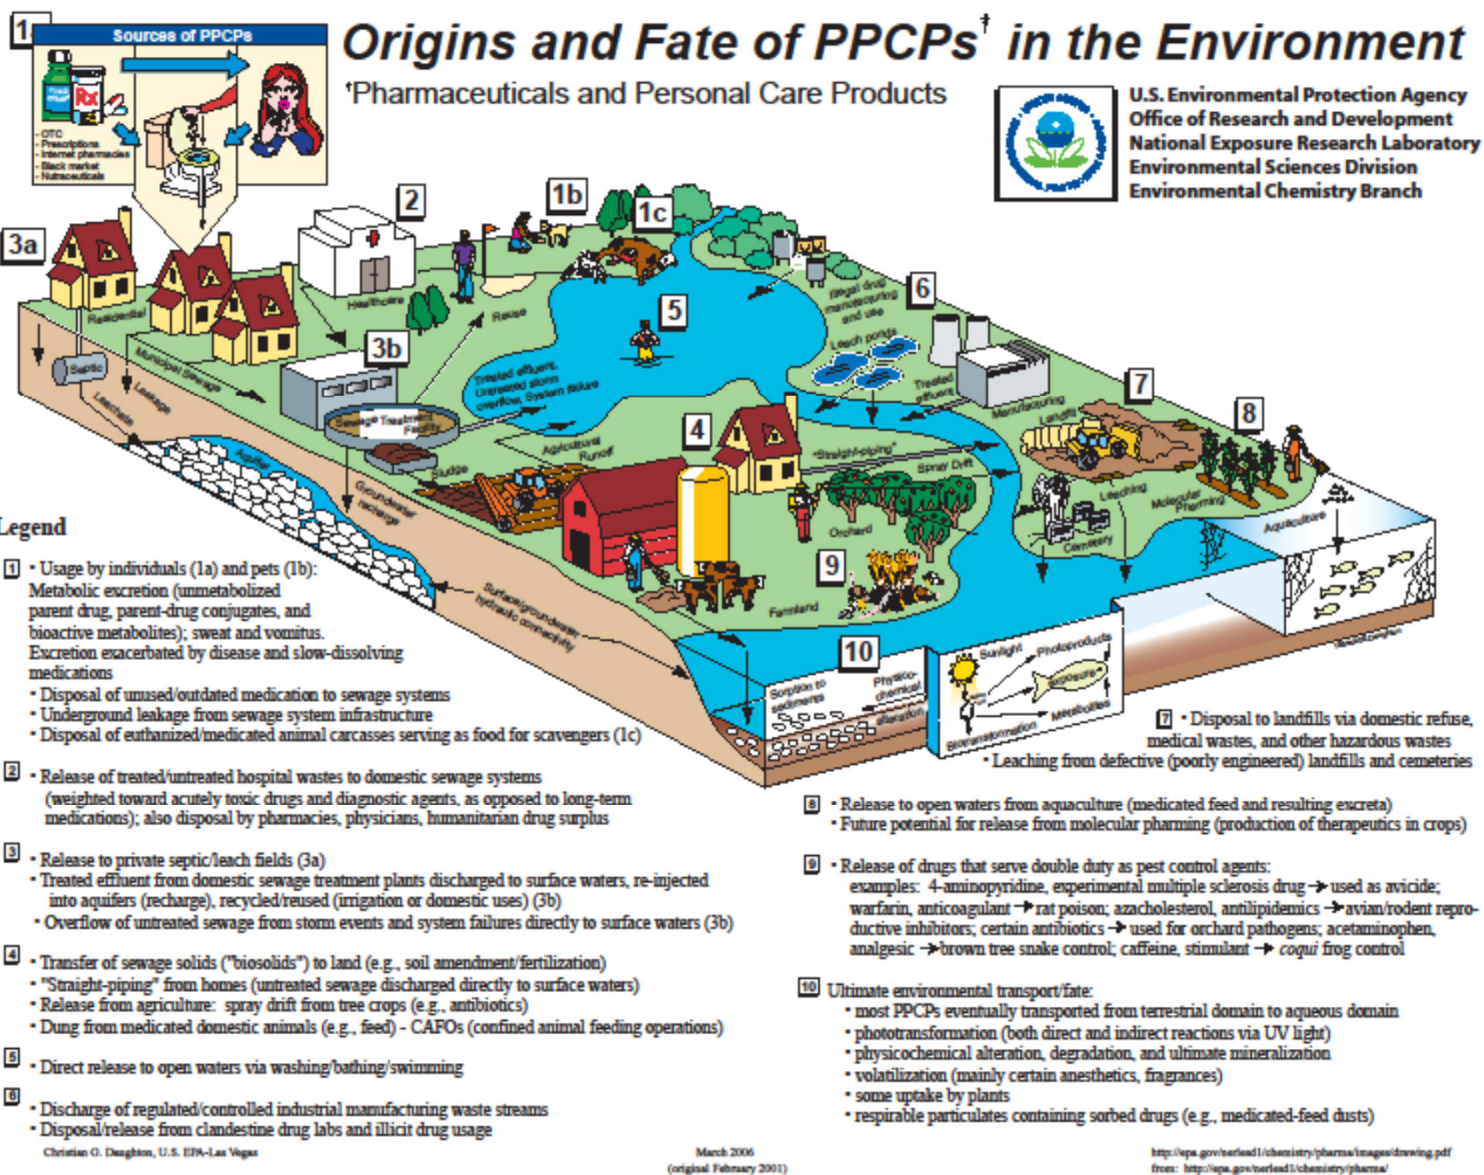 1a
Sources of PPCPs
Rx
- OTC
- Prescriptions
- Internet pharmacies
- Black market
- Nutraceuticals
Origins and Fate of PPCPs† in the Environment
†Pharmaceuticals and Personal Care Products
U.S. Environmental Protection Agency
Office of Research and Development
National Exposure Research Laboratory
Environmental Sciences Division
Environmental Chemistry Branch
1b
1c
2
3a
3b
4
5
6
7
8
9
10
Residential
Healthcare
Reuse
Municipal Sewage
Septic
Leachate
Leakage
Aquifer
Sewage Treatment
Facility
Sludge
Groundwater
recharge
Treated effluent,
Untreated storm
overflow, System failure
Agricultural
Runoff
Illegal drug
manufacturing
and use
Leech ponds
Treated
effluent
Manufacturing
Landfill
"Straight-piping"
Spray Drift
Orchard
Farmland
Leaching
Cemetery
Molecular
Pharming
Aquaculture
Surface/groundwater
hydraulic connectivity
Sorption to
sediments
Physico-
chemical
alteration
Sunlight
Photoproducts
exposure
Metabolites
Biotransformation
Legend
1 • Usage by individuals (1a) and pets (1b):
Metabolic excretion (unmetabolized
parent drug, parent-drug conjugates, and
bioactive metabolites); sweat and vomitus.
Excretion exacerbated by disease and slow-dissolving
medications
• Disposal of unused/outdated medication to sewage systems
• Underground leakage from sewage system infrastructure
• Disposal of euthanized/medicated animal carcasses serving as food for scavengers (1c)
2 • Release of treated/untreated hospital wastes to domestic sewage systems
(weighted toward acutely toxic drugs and diagnostic agents, as opposed to long-term
medications); also disposal by pharmacies, physicians, humanitarian drug surplus
3 • Release to private septic/leach fields (3a)
• Treated effluent from domestic sewage treatment plants discharged to surface waters, re-injected
into aquifers (recharge), recycled/reused (irrigation or domestic uses) (3b)
• Overflow of untreated sewage from storm events and system failures directly to surface waters (3b)
4 • Transfer of sewage solids ("biosolids") to land (e.g., soil amendment/fertilization)
• "Straight-piping" from homes (untreated sewage discharged directly to surface waters)
• Release from agriculture: spray drift from tree crops (e.g., antibiotics)
• Dung from medicated domestic animals (e.g., feed) - CAFOs (confined animal feeding operations)
5 • Direct release to open waters via washing/bathing/swimming
6 • Discharge of regulated/controlled industrial manufacturing waste streams
• Disposal/release from clandestine drug labs and illicit drug usage
7 • Disposal to landfills via domestic refuse,
medical wastes, and other hazardous wastes
• Leaching from defective (poorly engineered) landfills and cemeteries
8 • Release to open waters from aquaculture (medicated feed and resulting excreta)
• Future potential for release from molecular pharming (production of therapeutics in crops)
9 • Release of drugs that serve double duty as pest control agents:
examples: 4-aminopyridine, experimental multiple sclerosis drug → used as avicide;
warfarin, anticoagulant → rat poison; azacholesterol, antilipidemics → avian/rodent repro-
ductive inhibitors; certain antibiotics → used for orchard pathogens; acetaminophen,
analgesic → brown tree snake control; caffeine, stimulant → coqui frog control
10 Ultimate environmental transport/fate:
• most PPCPs eventually transported from terrestrial domain to aqueous domain
• phototransformation (both direct and indirect reactions via UV light)
• physicochemical alteration, degradation, and ultimate mineralization
• volatilization (mainly certain anesthetics, fragrances)
• some uptake by plants
• respirable particulates containing sorbed drugs (e.g., medicated-feed dusts)
Christian G. Daughton, U.S. EPA-Las Vegas
March 2006
(original February 2001)
http://epa.gov/nerlesd1/chemistry/pharma/images/drawing.pdf
from: http://epa.gov/nerlesd1/chemistry/pharma/